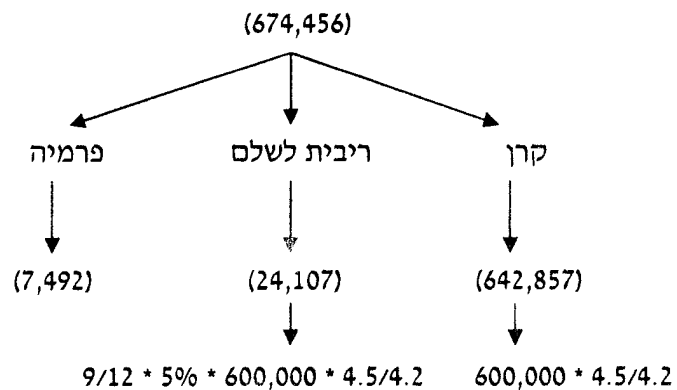 (674,456)
קרן ריבית לשלם פרמיה
(642,857) (24,107) (7,492)
600,000 * 4.5/4.2 9/12 * 5% * 600,000 * 4.5/4.2